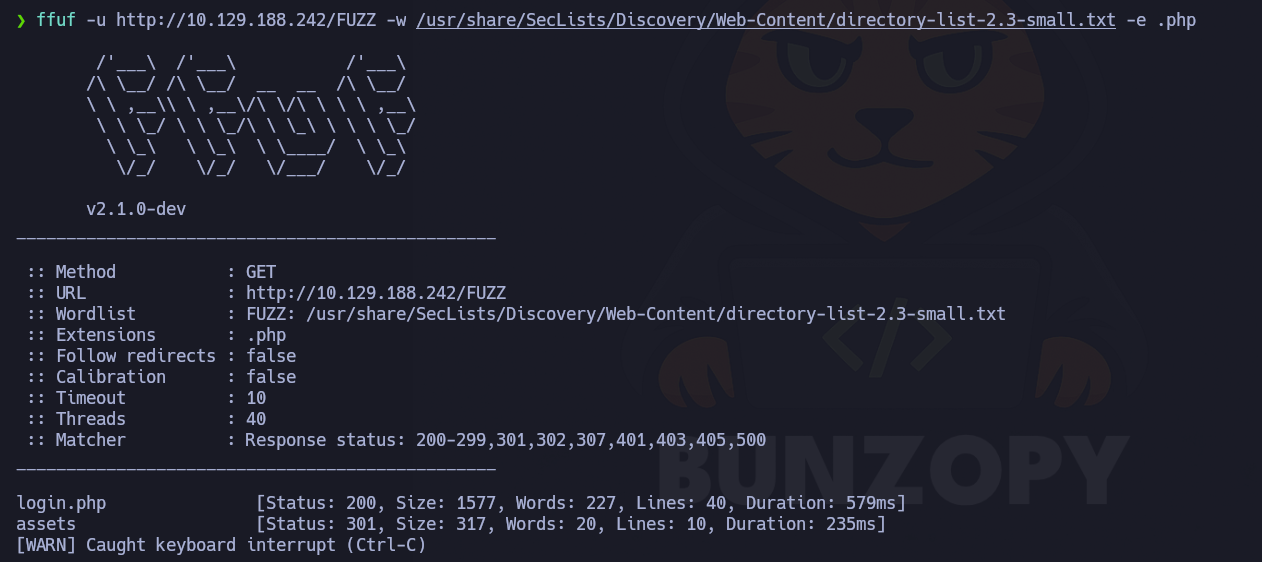 ❯ ffuf -u http://10.129.188.242/FUZZ -w /usr/share/SecLists/Discovery/Web-Content/directory-list-2.3-small.txt -e .php
        /'___\  /'___\           /'___\
       /\ \__/ /\ \__/  __  __  /\ \__/
       \ \ ,__\\ \ ,__\/\ \/\ \ \ \ ,__\
        \ \ \_/ \ \ \_/\ \ \_\ \ \ \ \_/
         \ \_\   \ \_\  \ \____/  \ \_\
          \/_/    \/_/   \/___/    \/_/
       v2.1.0-dev
________________________________________________
 :: Method           : GET
 :: URL              : http://10.129.188.242/FUZZ
 :: Wordlist         : FUZZ: /usr/share/SecLists/Discovery/Web-Content/directory-list-2.3-small.txt
 :: Extensions       : .php
 :: Follow redirects : false
 :: Calibration      : false
 :: Timeout          : 10
 :: Threads          : 40
 :: Matcher          : Response status: 200-299,301,302,307,401,403,405,500
________________________________________________
login.php               [Status: 200, Size: 1577, Words: 227, Lines: 40, Duration: 579ms]
assets                  [Status: 301, Size: 317, Words: 20, Lines: 10, Duration: 235ms]
[WARN] Caught keyboard interrupt (Ctrl-C)
</>
BUNZOPY